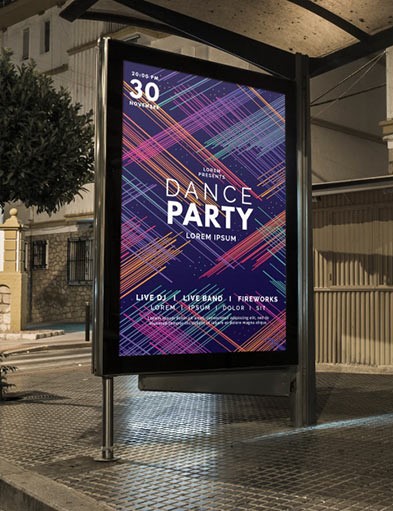 20:00 PM
30
NOVEMBER
LOREM
PRESENTS
DANCE
PARTY
LOREM IPSUM
LIVE DJ | LIVE BAND | FIREWORKS
LOREM | IPSUM | DOLOR | SIT